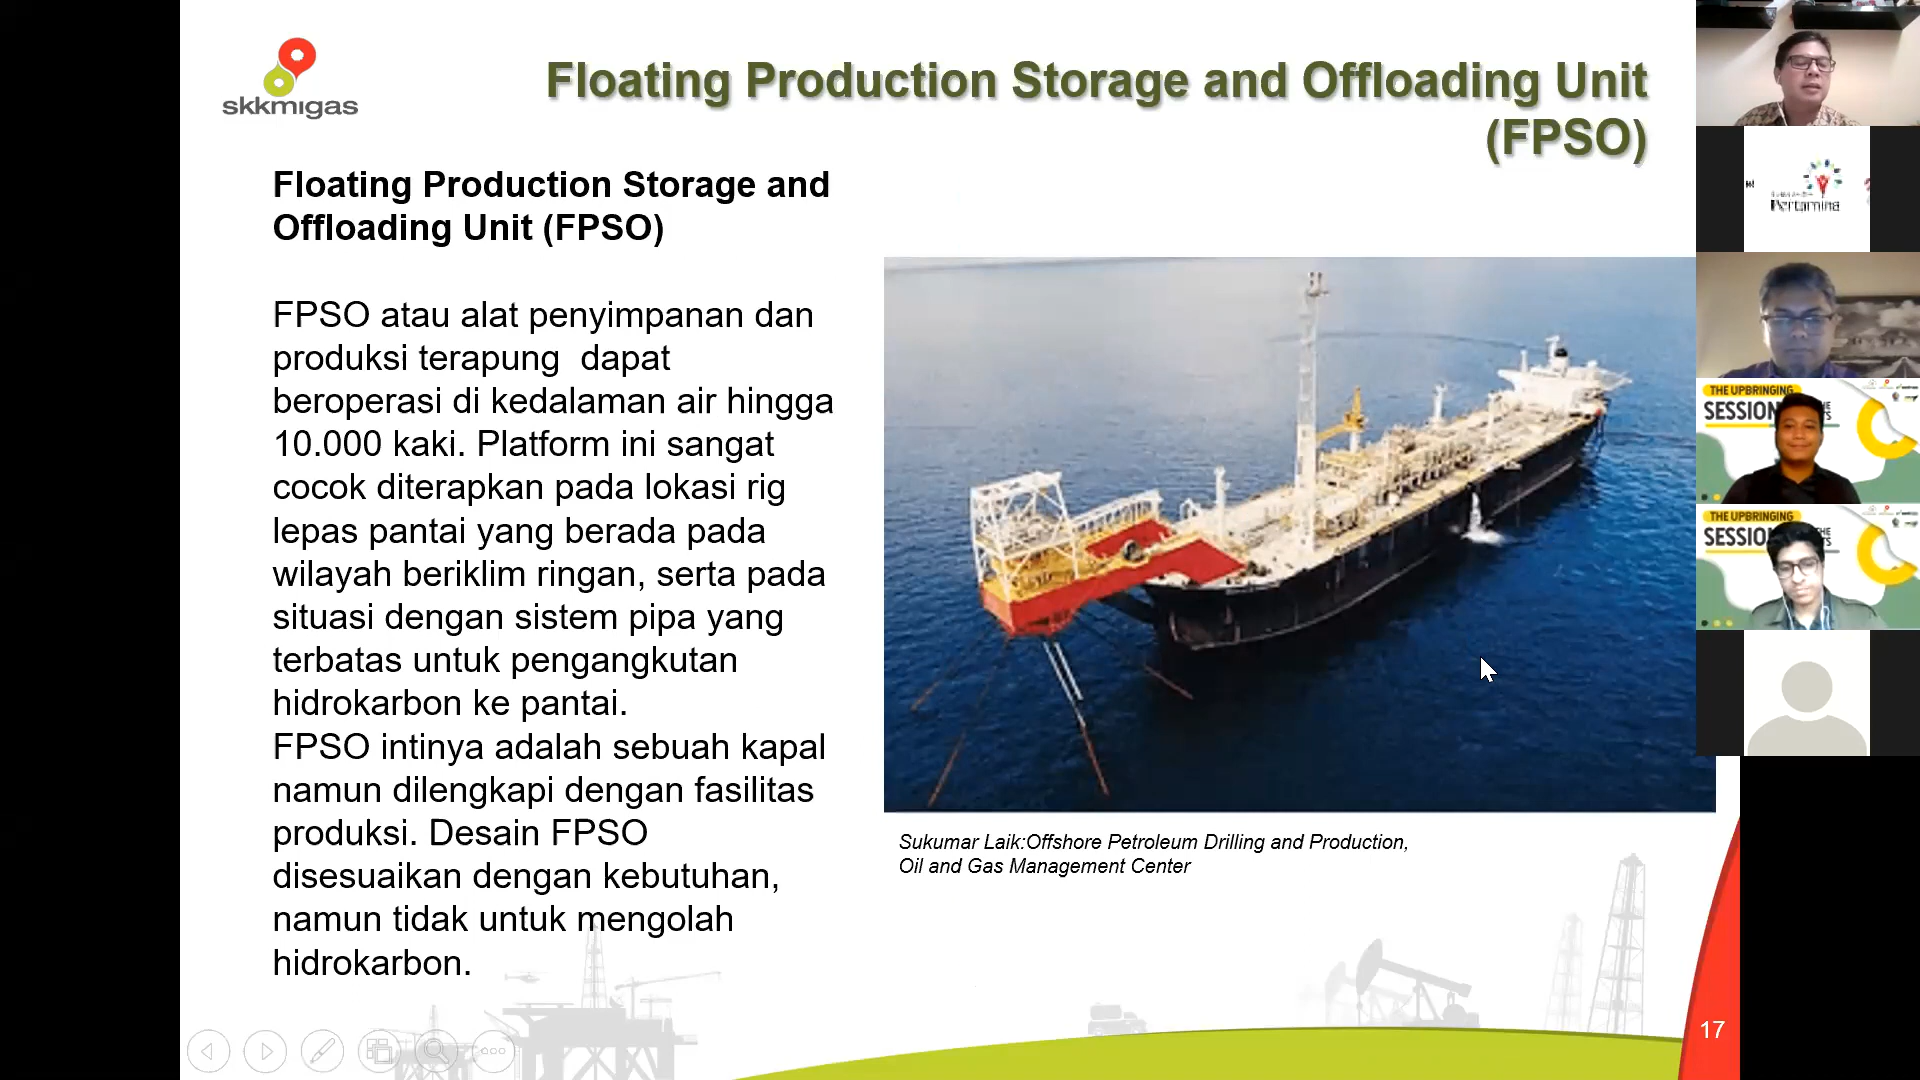 skkmigas
Floating Production Storage and Offloading Unit
(FPSO)
Floating Production Storage and
Offloading Unit (FPSO)
FPSO atau alat penyimpanan dan
produksi terapung  dapat
beroperasi di kedalaman air hingga
10.000 kaki. Platform ini sangat
cocok diterapkan pada lokasi rig
lepas pantai yang berada pada
wilayah beriklim ringan, serta pada
situasi dengan sistem pipa yang
terbatas untuk pengangkutan
hidrokarbon ke pantai.
FPSO intinya adalah sebuah kapal
namun dilengkapi dengan fasilitas
produksi. Desain FPSO
disesuaikan dengan kebutuhan,
namun tidak untuk mengolah
hidrokarbon.
Sukumar Laik:Offshore Petroleum Drilling and Production,
Oil and Gas Management Center
17
Pertamina
THE UPBRINGING
SESSION
THE UPBRINGING
SESSION